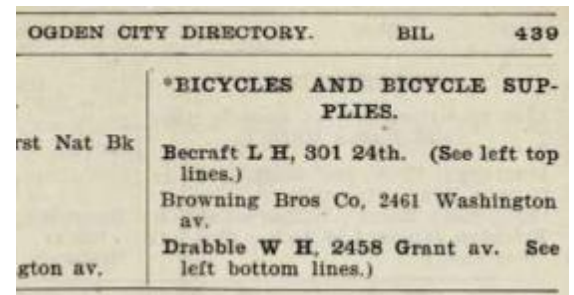 OGDEN CITY DIRECTORY. BIL 439
rst Nat Bk
gton av.
*BICYCLES AND BICYCLE SUP-
PLIES.
Becraft L H, 301 24th. (See left top
lines.)
Browning Bros Co, 2461 Washington
av.
Drabble W H, 2458 Grant av. See
left bottom lines.)